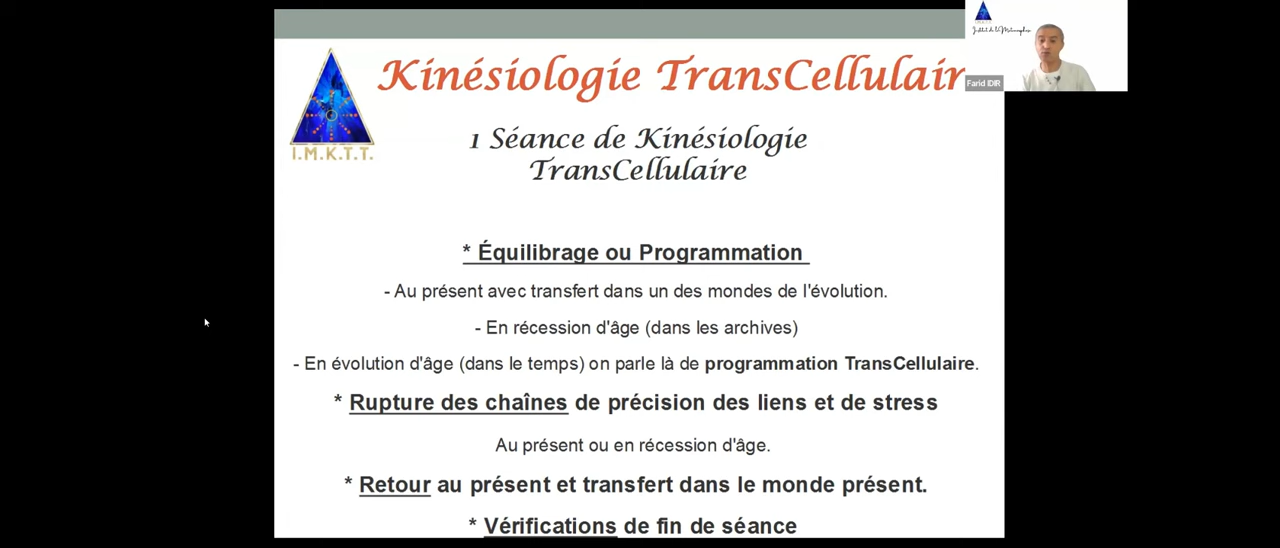 Kinésiologie TransCellulair
I.M.K.T.T.
1 Séance de Kinésiologie
TransCellulaire
* Équilibrage ou Programmation
- Au présent avec transfert dans un des mondes de l'évolution.
- En récession d'âge (dans les archives)
- En évolution d'âge (dans le temps) on parle là de programmation TransCellulaire.
* Rupture des chaînes de précision des liens et de stress
Au présent ou en récession d'âge.
* Retour au présent et transfert dans le monde présent.
* Vérifications de fin de séance
Farid IDIR